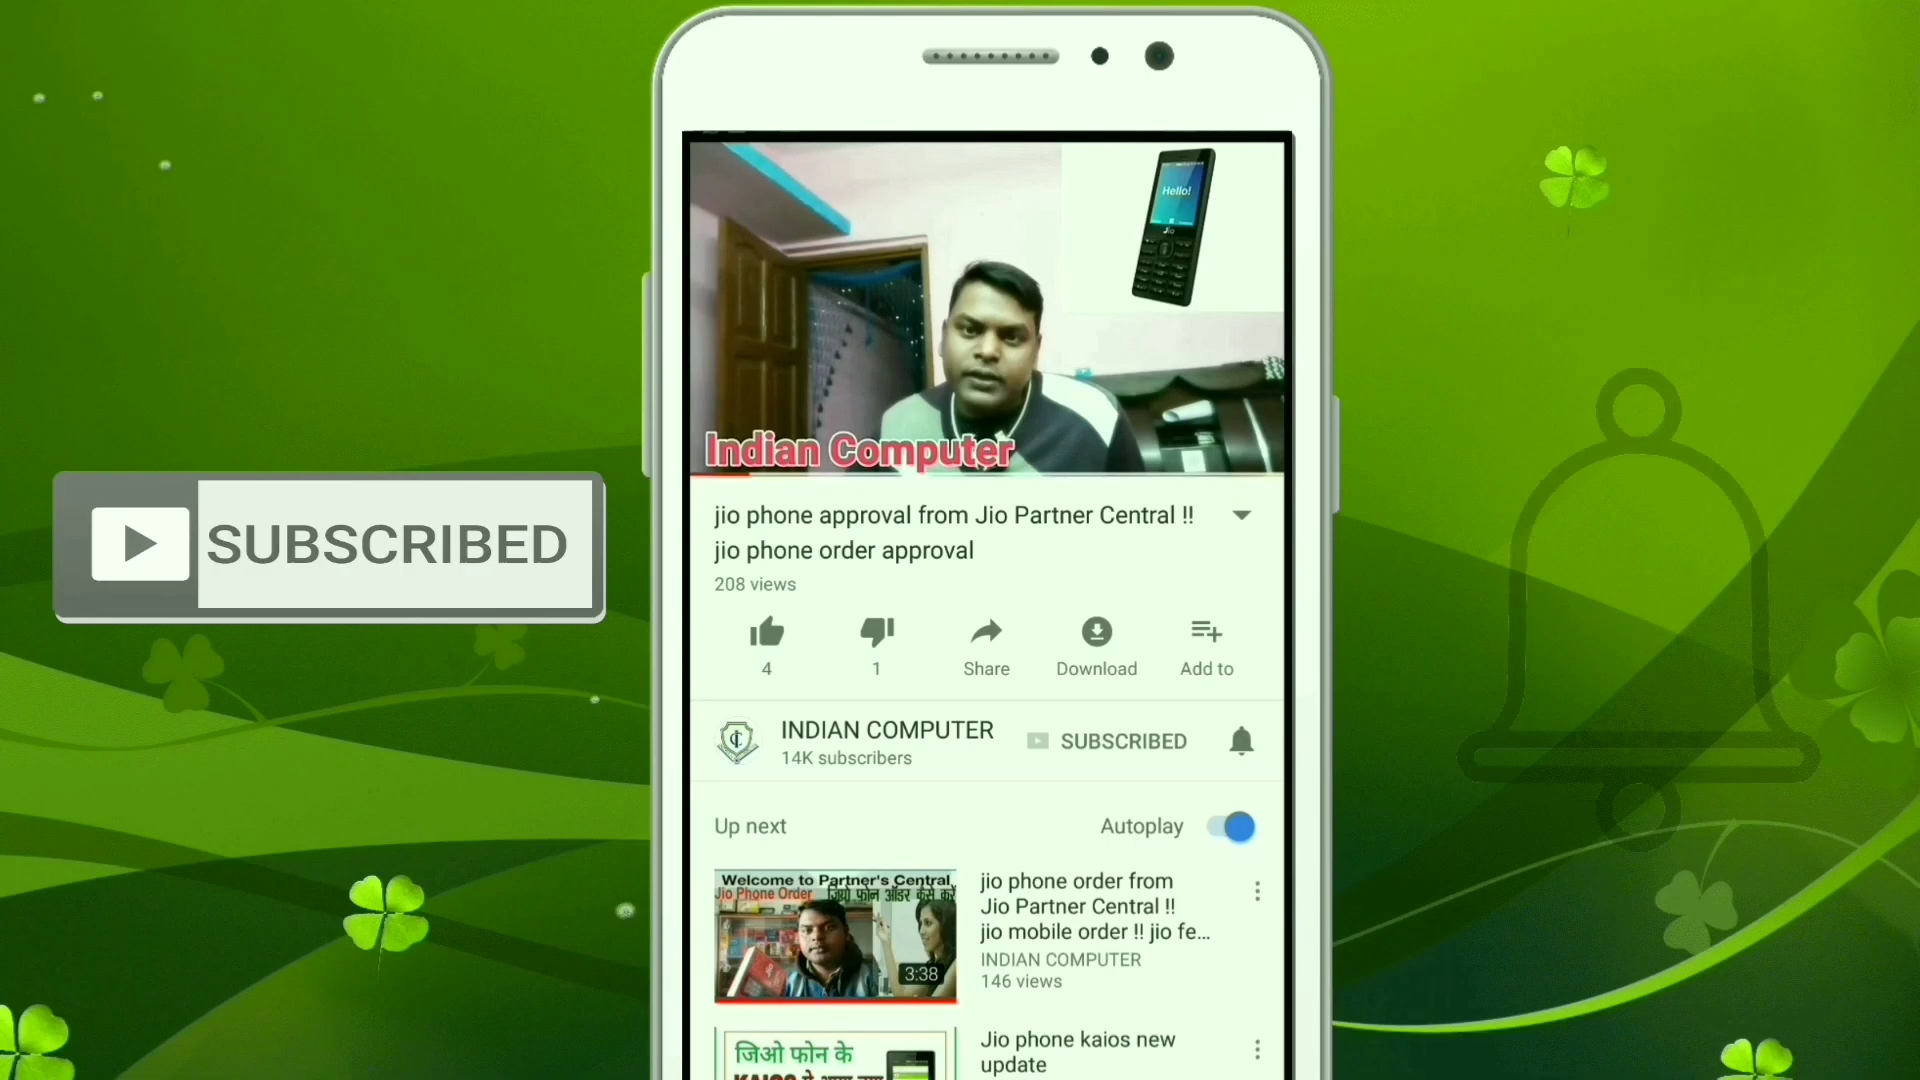 Hello!
Jio
Indian Computer
jio phone approval from Jio Partner Central !!
jio phone order approval
208 views
4
1
Share
Download
Add to
SUBSCRIBED
INDIAN COMPUTER
14K subscribers
SUBSCRIBED
Up next
Autoplay
Welcome to Partner's Central
Jio Phone Order
जियो फोन ऑडर कैसे करें
3:38
jio phone order from
Jio Partner Central !!
jio mobile order !! jio fe...
INDIAN COMPUTER
146 views
जिओ फोन के
Jio phone kaios new
update